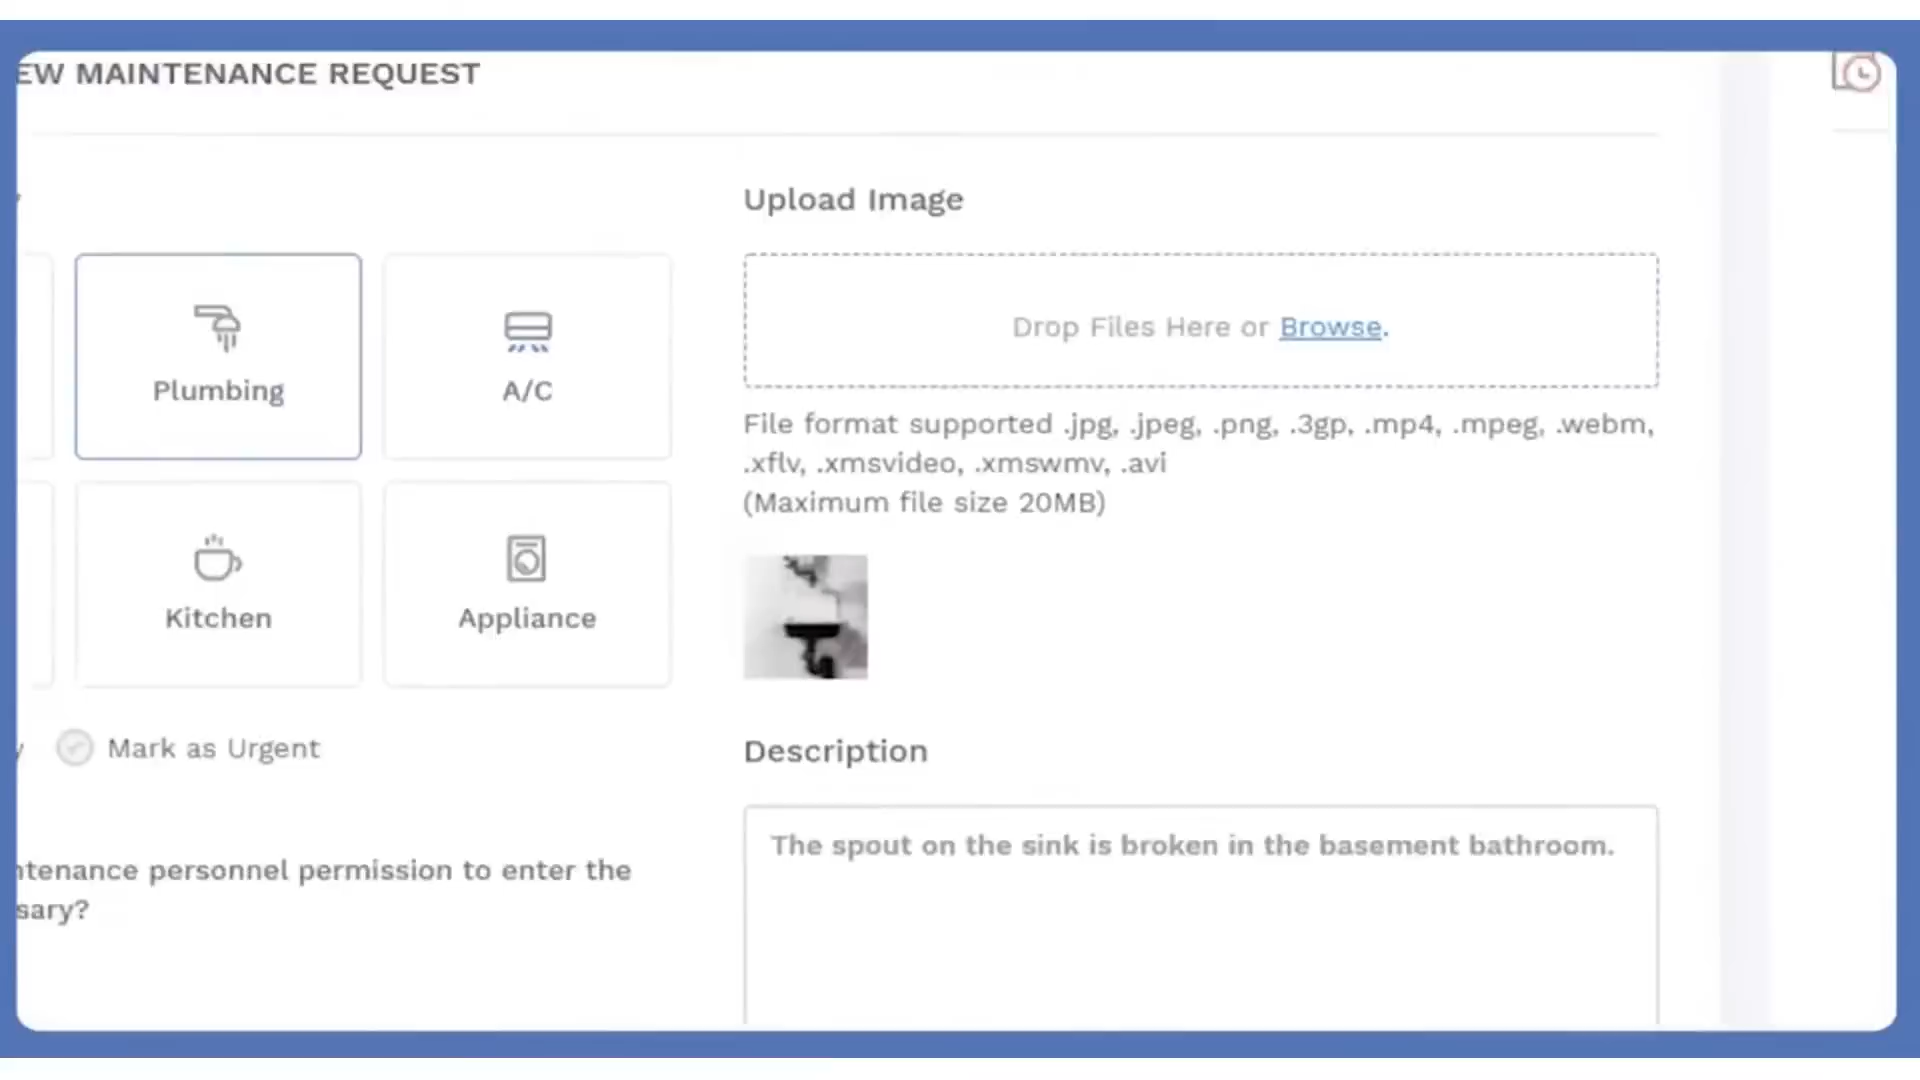 EW MAINTENANCE REQUEST
Plumbing
A/C
Kitchen
Appliance
Mark as Urgent
ntenance personnel permission to enter the
sary?
Upload Image
Drop Files Here or Browse.
File format supported .jpg, .jpeg, .png, .3gp, .mp4, .mpeg, .webm,
.xflv, .xmsvideo, .xmswmv, .avi
(Maximum file size 20MB)
Description
The spout on the sink is broken in the basement bathroom.